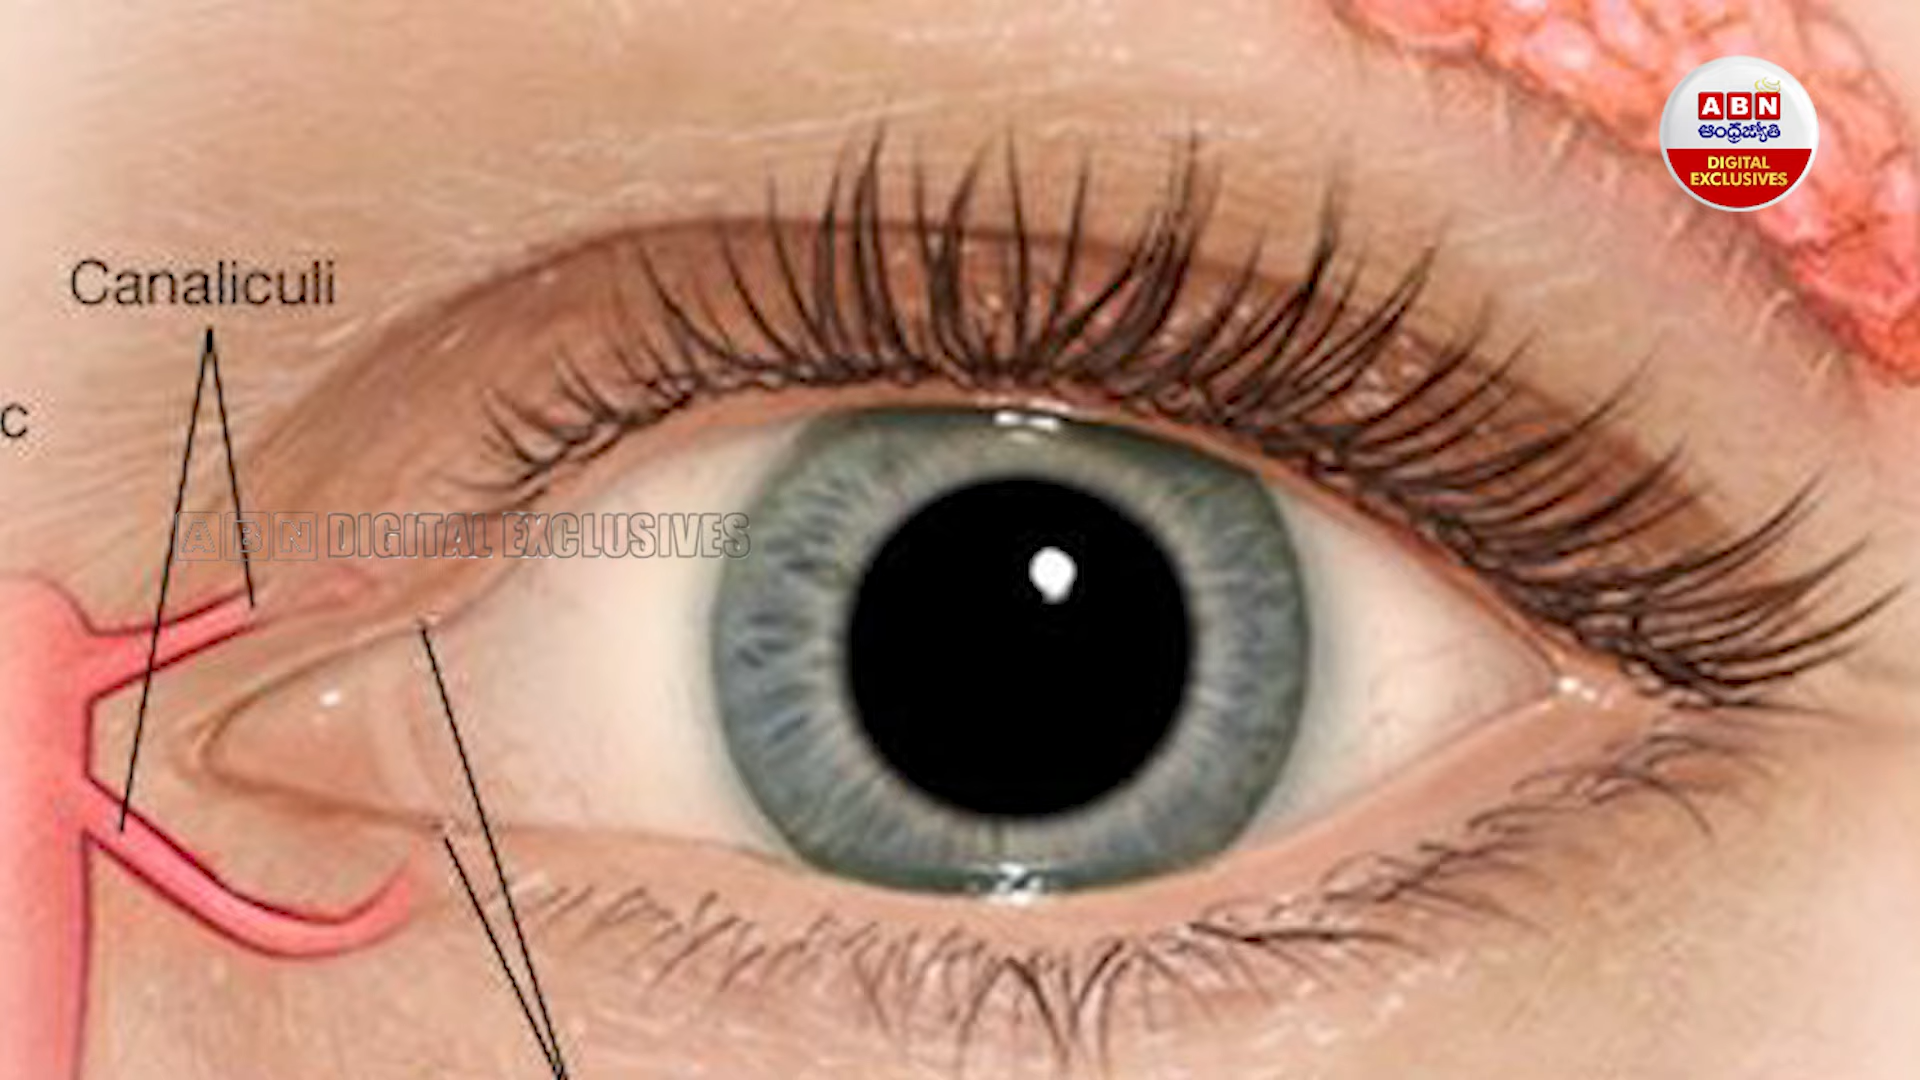 ABN
ఆంధ్రజ్యోతి
DIGITAL
EXCLUSIVES
Canaliculi
c
ABN DIGITAL EXCLUSIVES